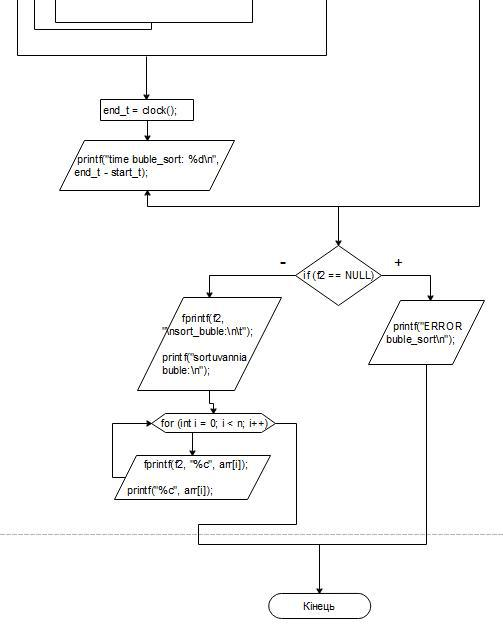 end_t = clock();
printf("time buble_sort: %d\n",
end_t - start_t);
-
+
if (f2 == NULL)
fprintf(f2,
"\nsort_buble:\n\t");
printf("sortuvannia
buble:\n");
printf("ERROR
buble_sort\n");
for (int i = 0; i < n; i++)
fprintf(f2, "%c", arr[i]);
printf("%c", arr[i]);
Кінець